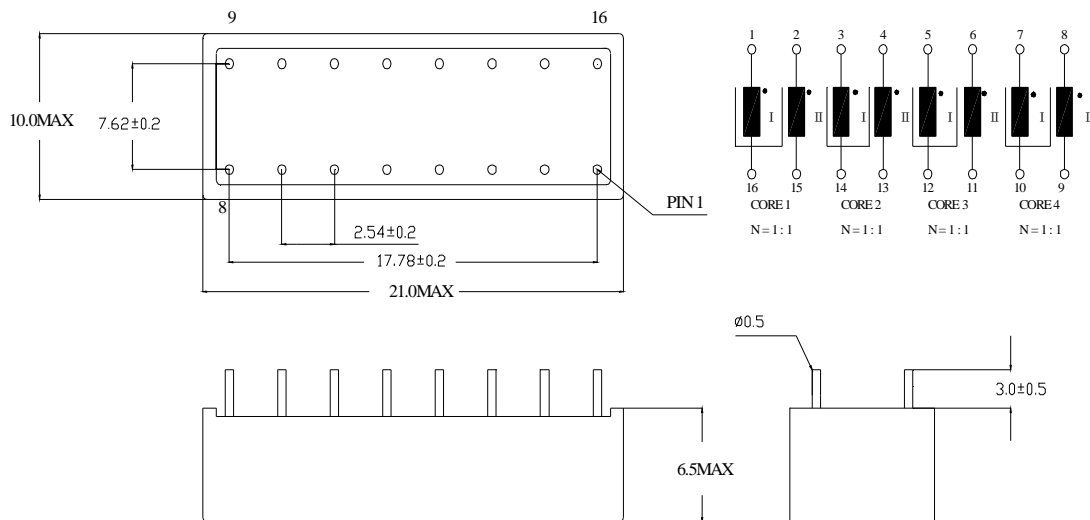 9 16
10.0MAX
7.62±0.2
8
PIN 1
2.54±0.2
17.78±0.2
21.0MAX
1 2 3 4 5 6 7 8
I II I II I II I I
16 15 14 13 12 11 10 9
CORE 1 CORE 2 CORE 3 CORE 4
N = 1 : 1 N = 1 : 1 N = 1 : 1 N = 1 : 1
ø0.5
3.0±0.5
6.5MAX